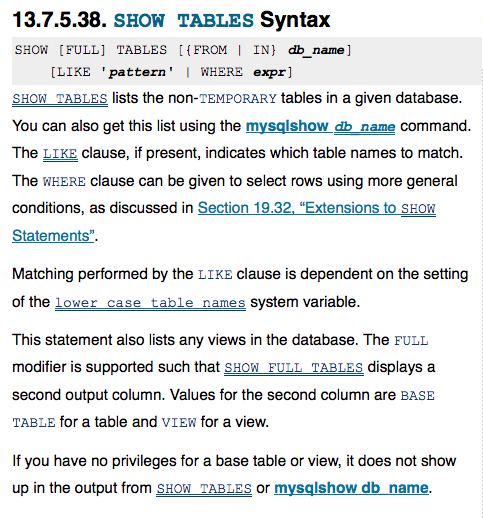 13.7.5.38. SHOW TABLES Syntax
SHOW [FULL] TABLES [{FROM | IN} db_name]
[LIKE 'pattern' | WHERE expr]
SHOW TABLES lists the non-TEMPORARY tables in a given database.
You can also get this list using the mysqlshow db_name command.
The LIKE clause, if present, indicates which table names to match.
The WHERE clause can be given to select rows using more general
conditions, as discussed in Section 19.32, “Extensions to SHOW
Statements”.
Matching performed by the LIKE clause is dependent on the setting
of the lower_case_table_names system variable.
This statement also lists any views in the database. The FULL
modifier is supported such that SHOW FULL TABLES displays a
second output column. Values for the second column are BASE
TABLE for a table and VIEW for a view.
If you have no privileges for a base table or view, it does not show
up in the output from SHOW TABLES or mysqlshow db_name.